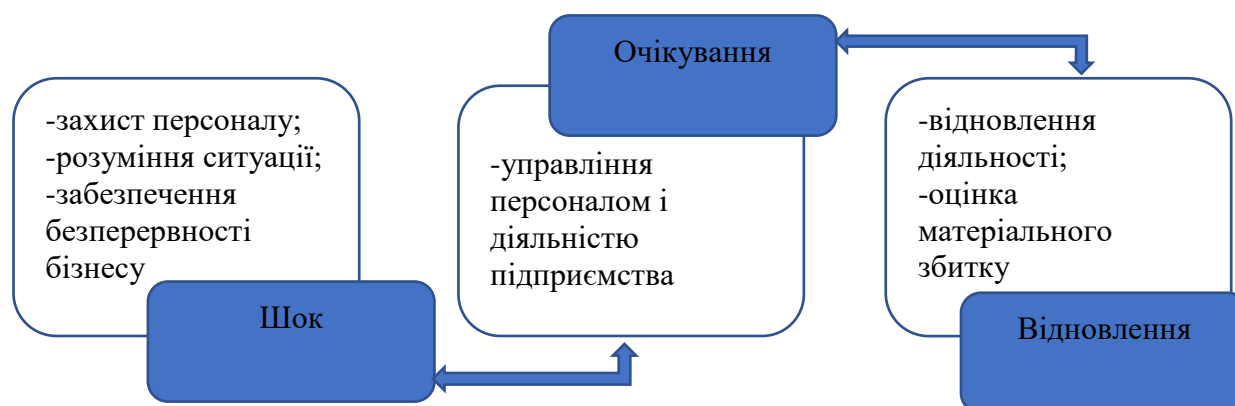 -захист персоналу;
-розуміння ситуації;
-забезпечення
безперервності
бізнесу
Шок
Очікування
-управління
персоналом і
діяльністю
підприємства
-відновлення
діяльності;
-оцінка
матеріального
збитку
Відновлення